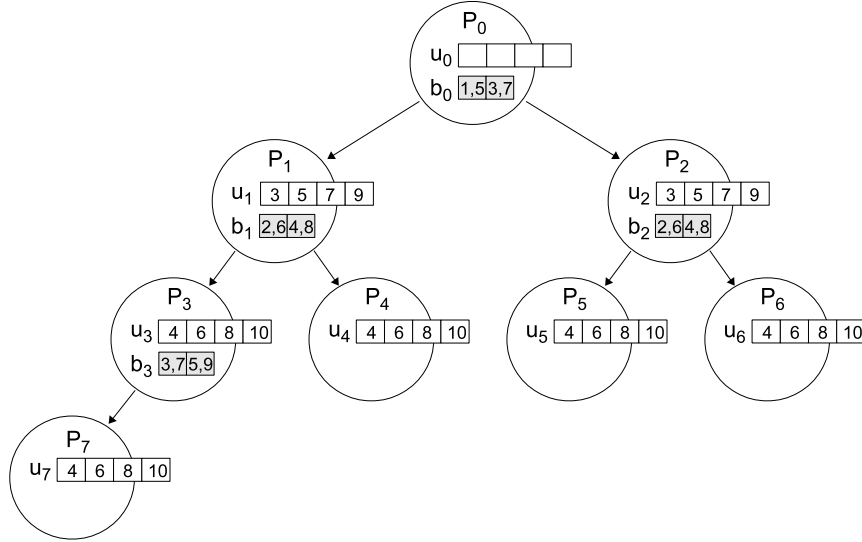 P0
u0
b0 1,5 3,7
P1
u1 3 5 7 9
b1 2,6 4,8
P2
u2 3 5 7 9
b2 2,6 4,8
P3
u3 4 6 8 10
b3 3,7 5,9
P4
u4 4 6 8 10
P5
u5 4 6 8 10
P6
u6 4 6 8 10
P7
u7 4 6 8 10